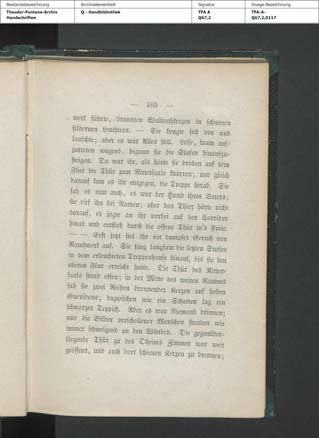 Bestandsbezeichnung Archivaleneinheit Signatur Image-Bezeichnung
Theodor-Fontane-Archiv Q - Handbibliothek TFA A TFA-A-
Handschriften Q67,2 Q67,2,0117
— 105 —
werk führte, brannten Wallrathkerzen in schweren
silbernen Leuchtern. — Sie beugte sich vor und
lauschte; aber es war Alles still. Leise, kaum auf-
zutreten wagend, begann sie die Stufen hinaufzu-
steigen. Da war ihr, als hörte sie droben auf dem
Flur die Thür zum Rittersaale knarren; und gleich
darauf kam es ihr entgegen, die Treppe herab. Sie
sah es nun auch, es war der Hund ihres Vaters;
sie rief ihn bei Namen; aber das Thier hörte nicht
darauf, es jagte an ihr vorbei auf den Corridor
hinab und entfloh durch die offene Thür in's Freie.
— — Erst jetzt fiel ihr ein dumpfer Geruch von
Rauchwerk auf. Sie stieg langsam die letzten Stufen
in dem erleuchteten Treppenhause hinauf, bis sie den
oberen Flur erreicht hatte. Die Thür des Ritter-
saals stand offen; in der Mitte des weiten Raumes
sah sie zwei Reihen brennender Kerzen auf hohen
Gueridons; dazwischen wie ein Schatten lag ein
schwarzer Teppich. Aber es war Niemand drinnen;
nur die Bilder verschollener Menschen standen wie
immer schweigend an den Wänden. Die gegenüber-
liegende Thür zu des Oheims Zimmer war weit
geöffnet, und auch dort schienen Kerzen zu brennen;